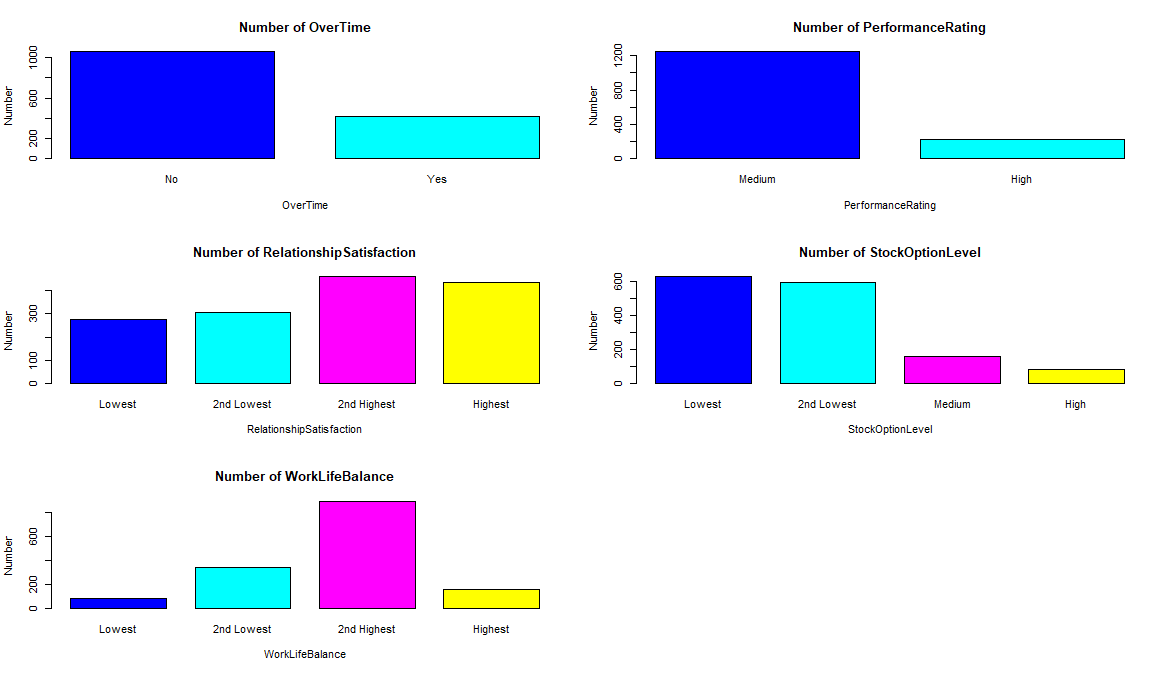 Number of OverTime
Number
0
200
600
1000
No
Yes
OverTime
Number of PerformanceRating
Number
0
400
800
1200
Medium
High
PerformanceRating
Number of RelationshipSatisfaction
Number
0
100
300
Lowest
2nd Lowest
2nd Highest
Highest
RelationshipSatisfaction
Number of StockOptionLevel
Number
0
200
400
600
Lowest
2nd Lowest
Medium
High
StockOptionLevel
Number of WorkLifeBalance
Number
0
200
600
Lowest
2nd Lowest
2nd Highest
Highest
WorkLifeBalance